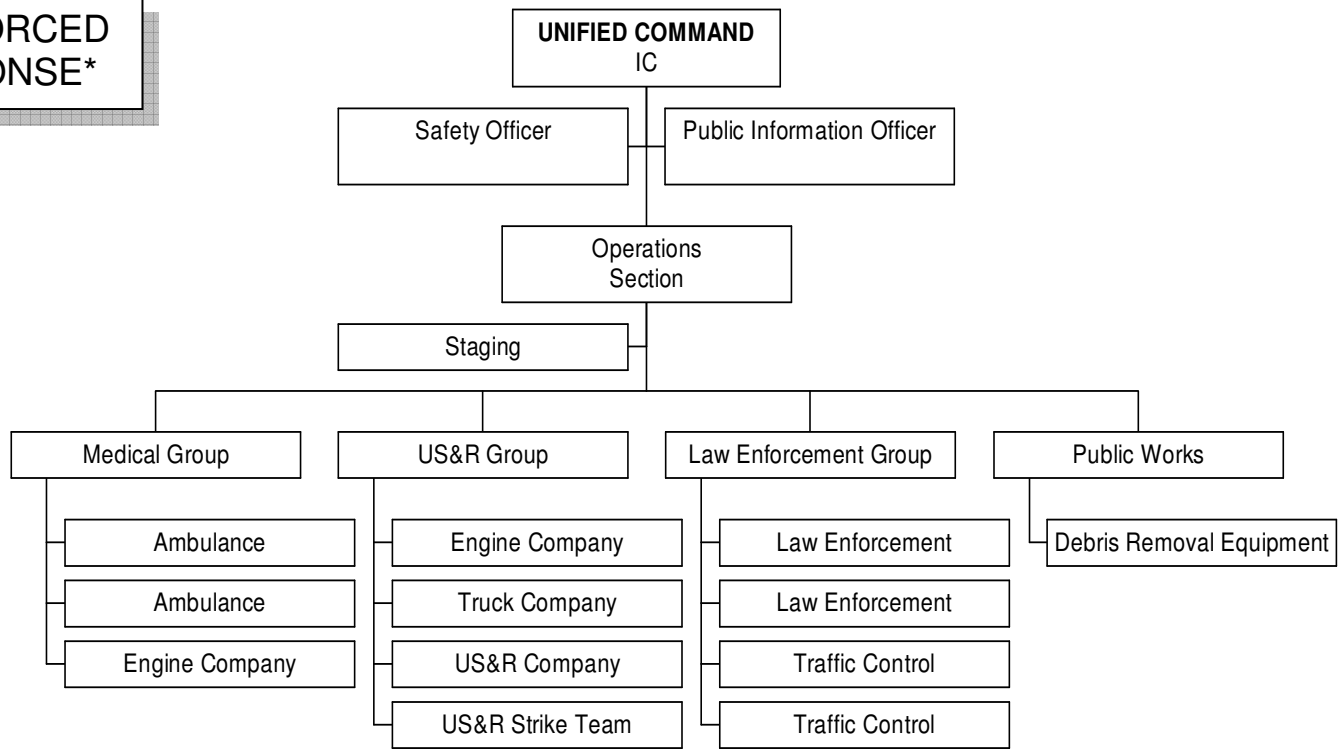 UNIFIED COMMAND
IC
Safety Officer
Public Information Officer
Operations
Section
Staging
Medical Group
US&R Group
Law Enforcement Group
Public Works
Ambulance
Engine Company
Law Enforcement
Debris Removal Equipment
Ambulance
Truck Company
Law Enforcement
Engine Company
US&R Company
Traffic Control
US&R Strike Team
Traffic Control